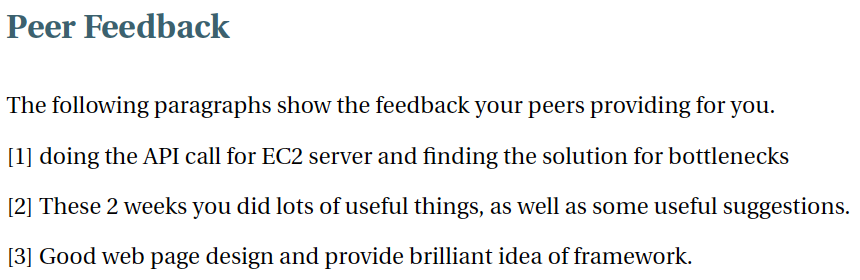 Peer Feedback
The following paragraphs show the feedback your peers providing for you.
[1] doing the API call for EC2 server and finding the solution for bottlenecks
[2] These 2 weeks you did lots of useful things, as well as some useful suggestions.
[3] Good web page design and provide brilliant idea of framework.